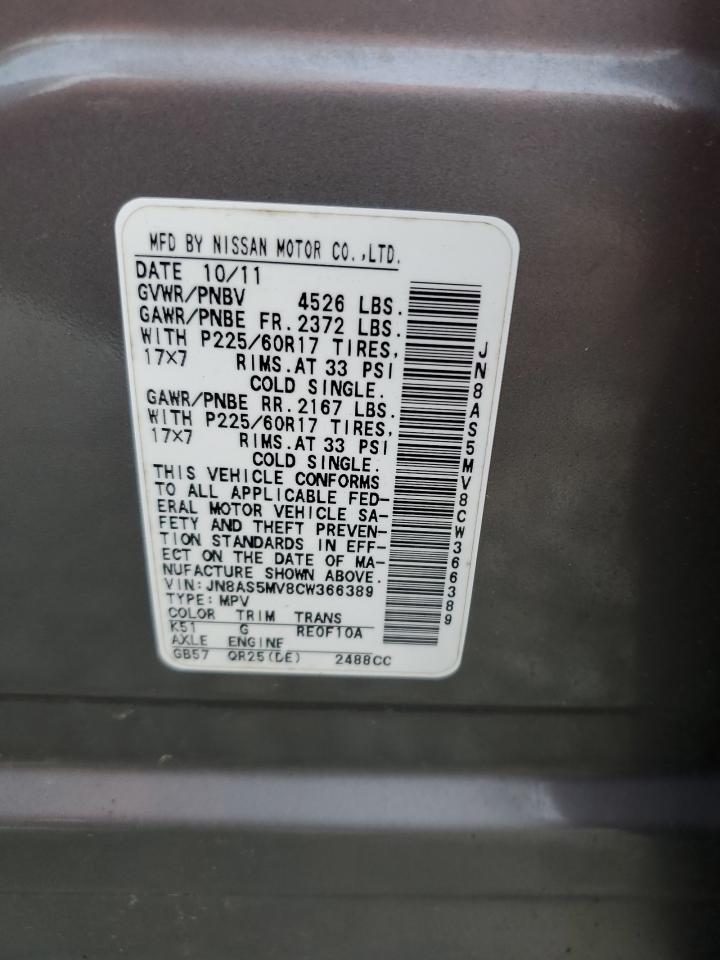 MFD BY NISSAN MOTOR CO.,LTD.
DATE 10/11
GVWR/PNBV 4526 LBS.
GAWR/PNBE FR.2372 LBS.
WITH P225/60R17 TIRES,
17×7 RIMS.AT 33 PSI
COLD SINGLE.
GAWR/PNBE RR.2167 LBS.
WITH P225/60R17 TIRES,
17×7 RIMS.AT 33 PSI
COLD SINGLE.
THIS VEHICLE CONFORMS
TO ALL APPLICABLE FED-
ERAL MOTOR VEHICLE SA-
FETY AND THEFT PREVEN-
TION STANDARDS IN EFF-
ECT ON THE DATE OF MA-
NUFACTURE SHOWN ABOVE.
VIN:JN8AS5MV8CW366389
TYPE:MPV
COLOR TRIM TRANS
K51 G RE0F10A
AXLE ENGINE
GB57 QR25(DE) 2488CC
JN8AS5MV8CW366389